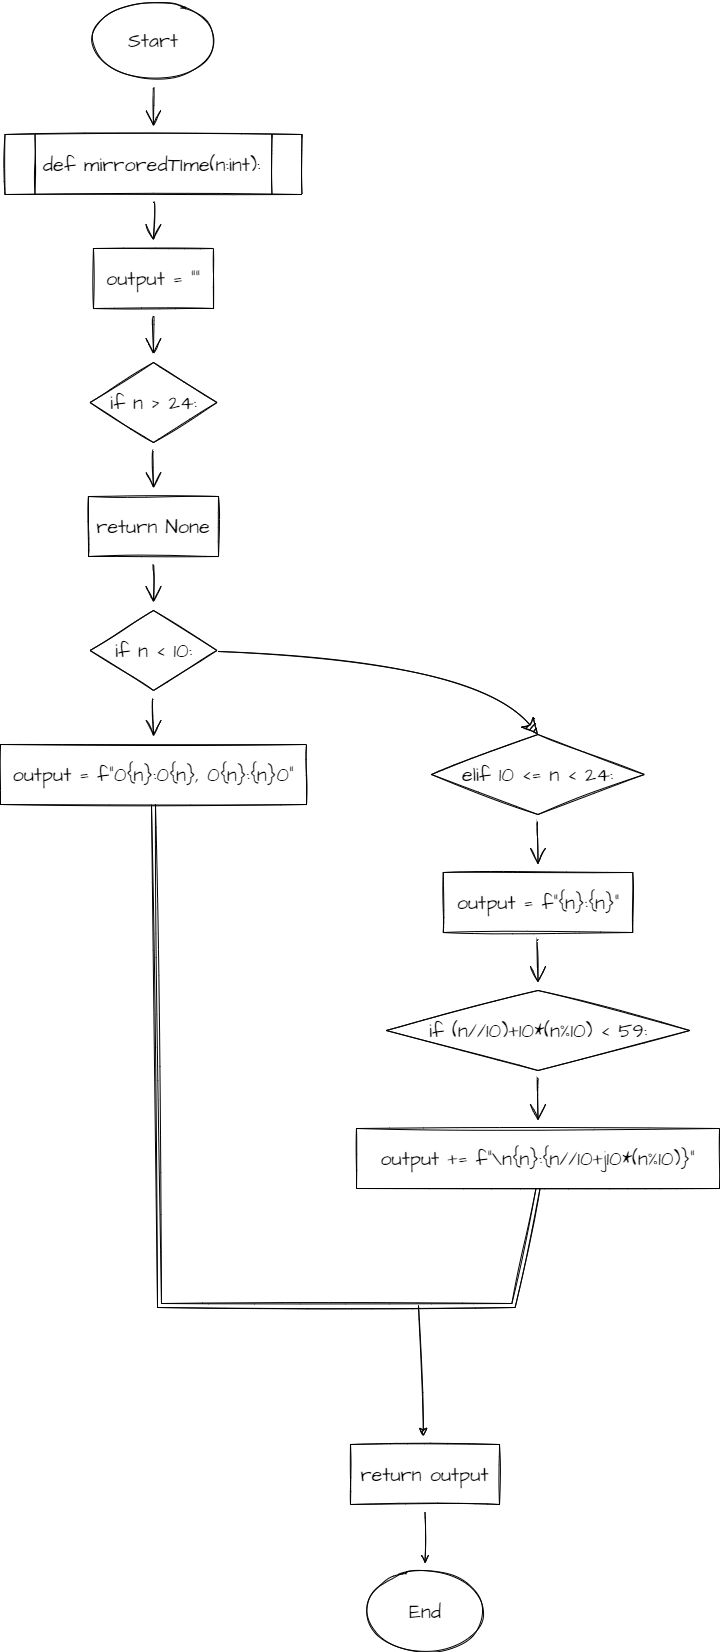 Start
def mirroredTIme(n:int):
output = ""
if n > 24:
return None
if n < 10:
output = f"0{n}:0{n}, 0{n}:{n}0"
elif 10 <= n < 24:
output = f"{n}:{n}"
if (n//10)+10*(n%10) < 59:
output += f"\n{n}:{n//10+j10*(n%10)}"
return output
End